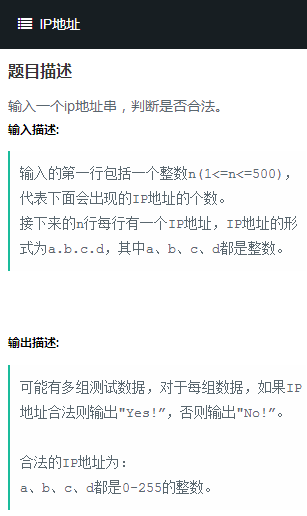 IP地址
题目描述
输入一个ip地址串，判断是否合法。
输入描述:
输入的第一行包括一个整数n(1<=n<=500)，
代表下面会出现的IP地址的个数。
接下来的n行每行有一个IP地址，IP地址的形
式为a.b.c.d，其中a、b、c、d都是整数。
输出描述:
可能有多组测试数据，对于每组数据，如果IP
地址合法则输出"Yes!”，否则输出"No!”。
合法的IP地址为：
a、b、c、d都是0-255的整数。